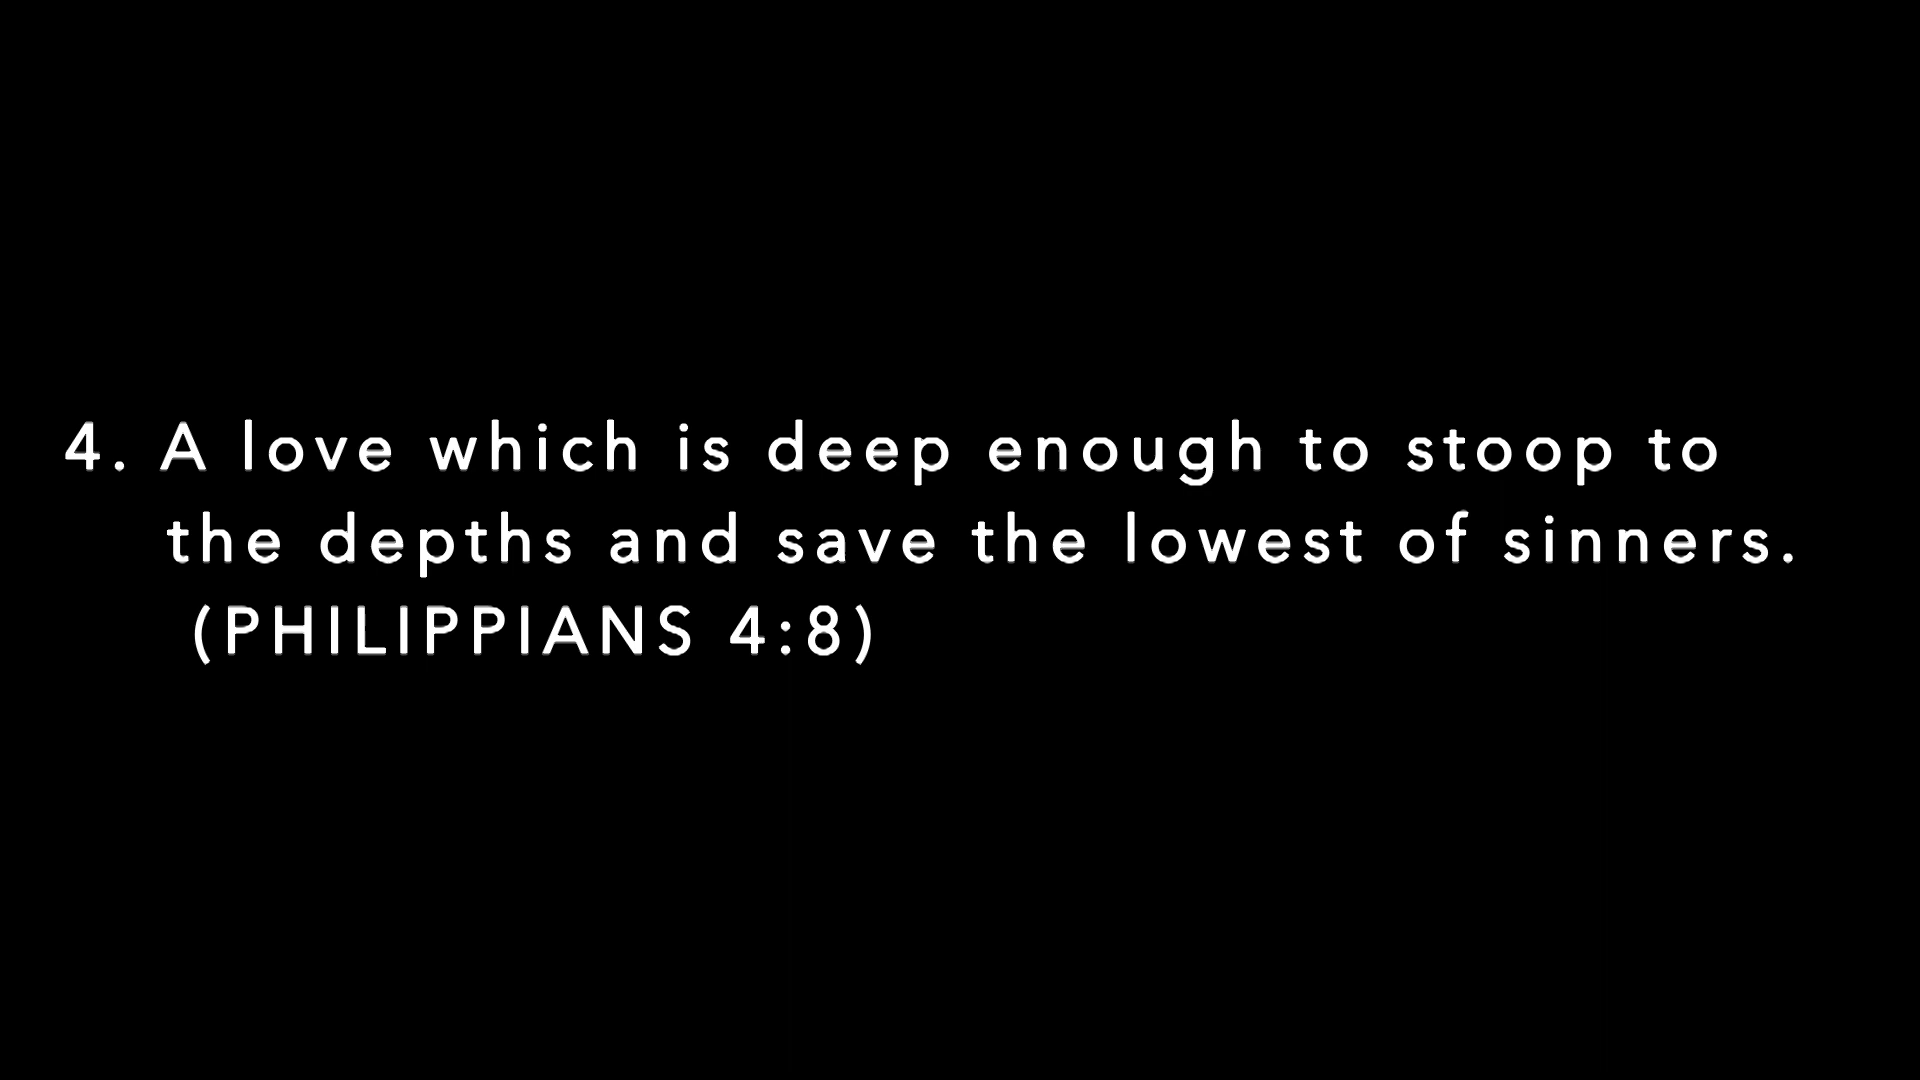 4. A love which is deep enough to stoop to
the depths and save the lowest of sinners.
(PHILIPPIANS 4:8)